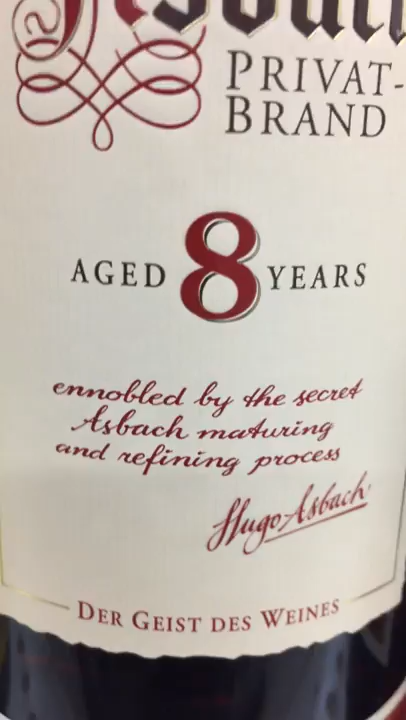 Asbach
PRIVAT-
BRAND
AGED 8 YEARS
ennobled by the secret
Asbach maturing
and refining process
Hugo Asbach
DER GEIST DES WEINES